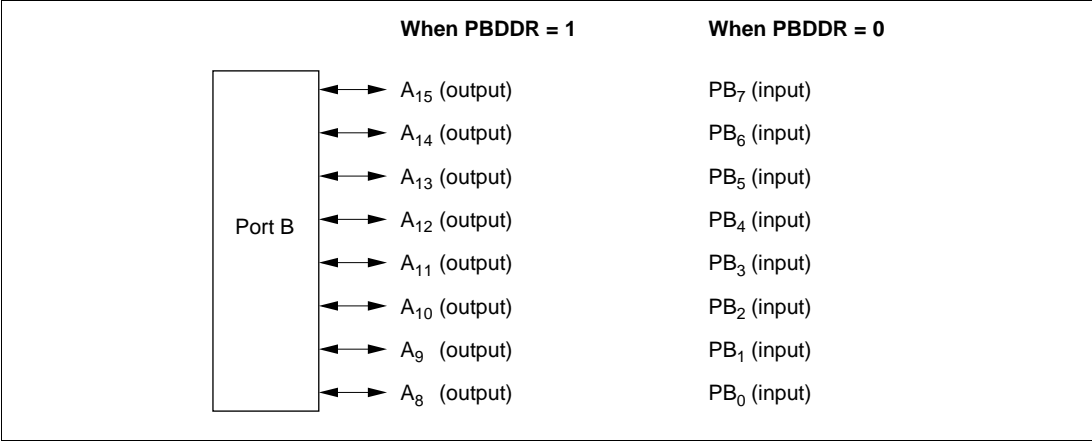 When PBDDR = 1 When PBDDR = 0
A15 (output) PB7 (input)
A14 (output) PB6 (input)
A13 (output) PB5 (input)
Port B A12 (output) PB4 (input)
A11 (output) PB3 (input)
A10 (output) PB2 (input)
A9 (output) PB1 (input)
A8 (output) PB0 (input)